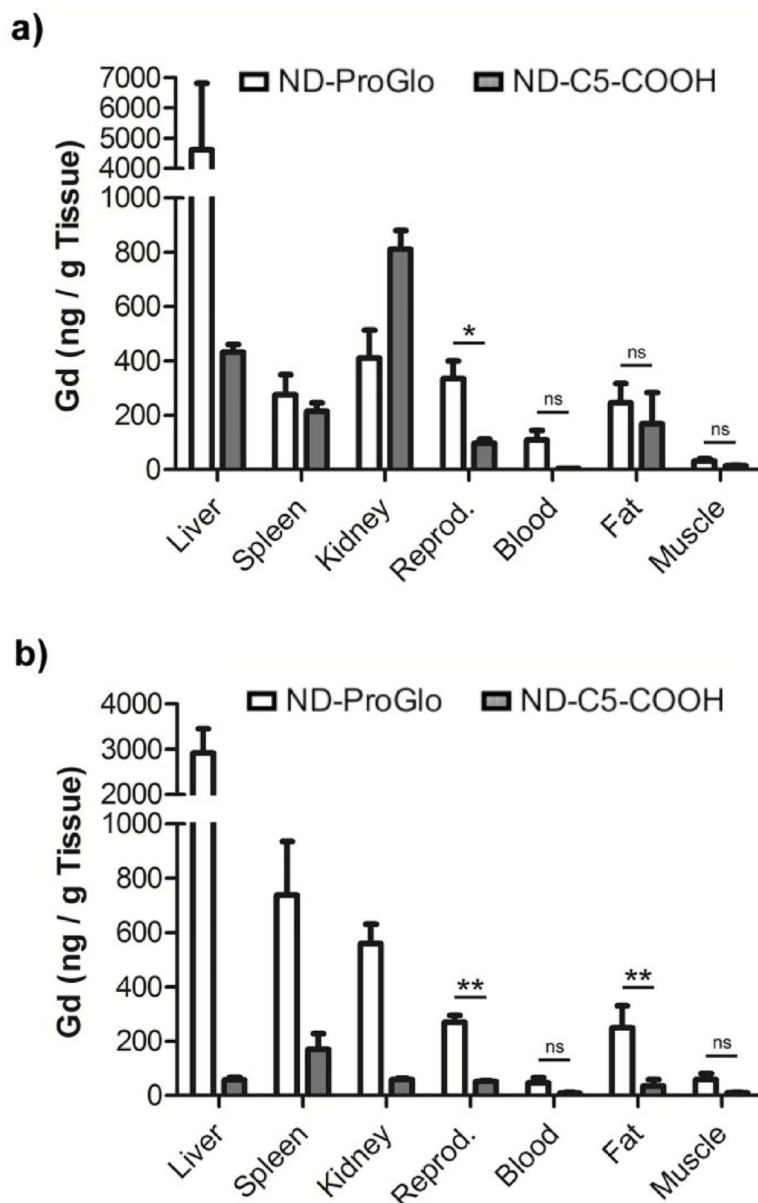 a)
ND-ProGlo ND-C5-COOH
Gd (ng / g Tissue)
7000
6000
5000
4000
1000
800
600
400
200
0
*
ns
ns
ns
Liver Spleen Kidney Reprod. Blood Fat Muscle
b)
ND-ProGlo ND-C5-COOH
Gd (ng / g Tissue)
4000
3000
2000
1000
800
600
400
200
0
**
ns
**
ns
Liver Spleen Kidney Reprod. Blood Fat Muscle